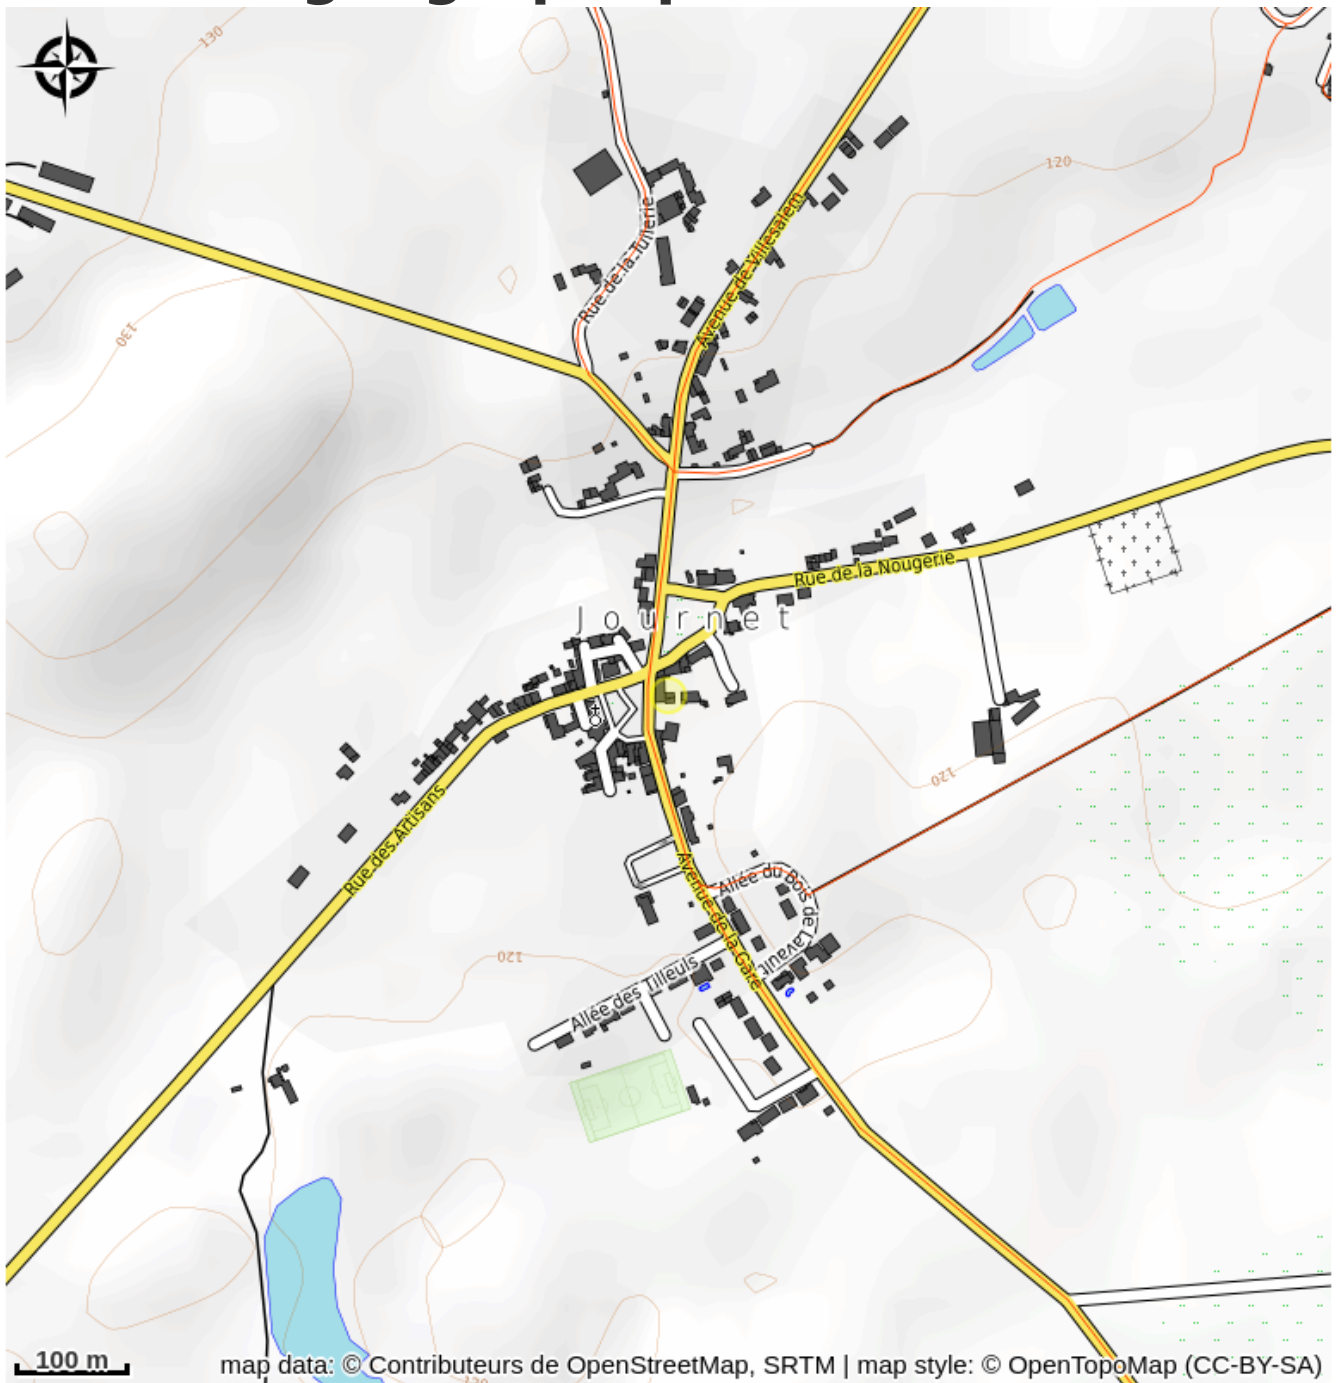 130
120
Rue de la Tuilerie
Avenue de Villesalem
130
Rue de la Nougerie
Journet
120
Rue des Artisans
Allée du Bois de Lavault
Avenue de la Gare
120
Allée des Tilleuls
100 m
map data: © Contributeurs de OpenStreetMap, SRTM | map style: © OpenTopoMap (CC-BY-SA)
120